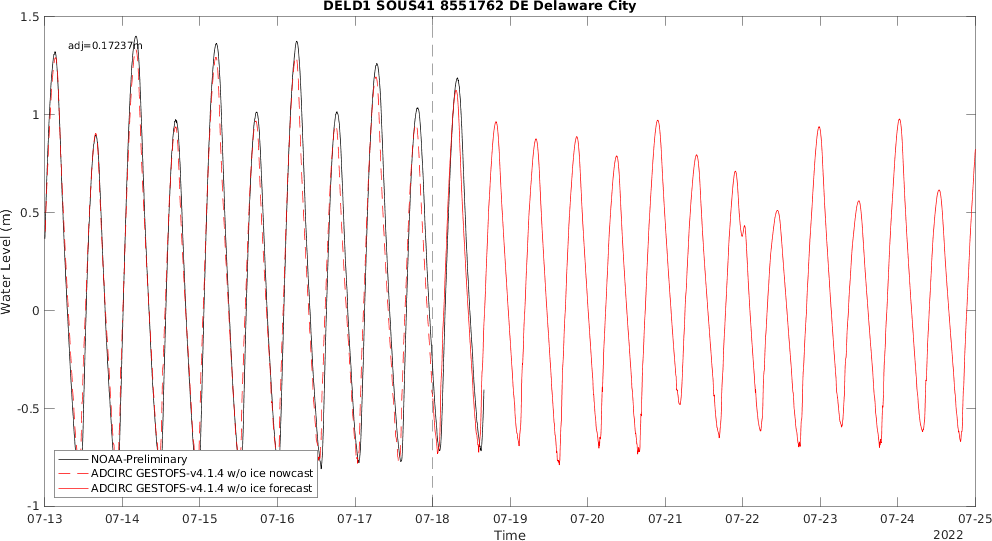 DELD1 SOUS41 8551762 DE Delaware City
adj=0.17237m
Water Level (m)
1.5
1
0.5
0
-0.5
-1
NOAA-Preliminary
ADCIRC GESTOFS-v4.1.4 w/o ice nowcast
ADCIRC GESTOFS-v4.1.4 w/o ice forecast
07-13 07-14 07-15 07-16 07-17 07-18 07-19 07-20 07-21 07-22 07-23 07-24 07-25
Time
2022